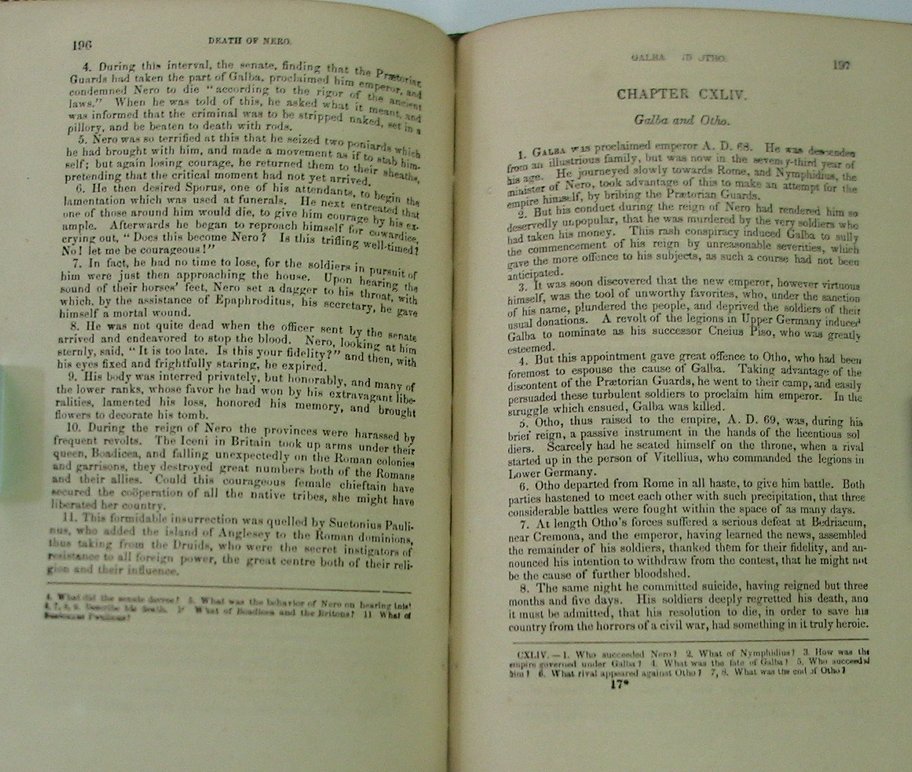 196
DEATH OF NERO.
4. During this interval, the senate, finding that the Prætorian
Guards had taken the part of Galba, proclaimed him emperor, and
condemned Nero to die "according to the rigor of the ancient
laws." When he was told of this, he asked what it meant, and
was informed that the criminal was to be stripped naked, set in a
pillory, and be beaten to death with rods.
5. Nero was so terrified at this that he seized two poniards which
he had brought with him, and made a movement as if to stab him-
self; but again losing courage, he returned them to their sheaths,
pretending that the critical moment had not yet arrived.
6. He then desired Sporus, one of his attendants, to begin the
lamentation which was used at funerals. He next entreated that
one of those around him would die, to give him courage by his ex-
ample. Afterwards he began to reproach himself for cowardice,
crying out, "Does this become Nero? Is this trifling well-timed?
No! let me be courageous!"
7. In fact, he had no time to lose, for the soldiers in pursuit of
him were just then approaching the house. Upon hearing the
sound of their horses' feet, Nero set a dagger to his throat, with
which, by the assistance of Epaphroditus, his secretary, he gave
himself a mortal wound.
8. He was not quite dead when the officer sent by the senate
arrived and endeavored to stop the blood. Nero, looking at him
sternly, said, "It is too late. Is this your fidelity?" and then, with
his eyes fixed and frightfully staring, he expired.
9. His body was interred privately, but honorably, and many of
the lower ranks, whose favor he had won by his extravagant libe-
ralities, lamented his loss, honored his memory, and brought
flowers to decorate his tomb.
10. During the reign of Nero the provinces were harassed by
frequent revolts. The Iceni in Britain took up arms under their
queen, Boadicea, and falling unexpectedly on the Roman colonies
and garrisons, they destroyed great numbers both of the Romans
and their allies. Could this courageous female chieftain have
secured the coöperation of all the native tribes, she might have
liberated her country.
11. This formidable insurrection was quelled by Suetonius Pauli-
nus, who added the island of Anglesey to the Roman dominions,
thus taking from the Druids, who were the secret instigators of
resistance to all foreign power, the great centre both of their reli-
gion and their influence.
4. What did the senate decree? 5. What was the behavior of Nero on hearing this?
6, 7, 8, 9. Describe his death. 10. What of Boadicea and the Britons? 11. What of
Suetonius Paulinus?
GALBA OTHO.
197
CHAPTER CXLIV.
Galba and Otho.
1. GALBA was proclaimed emperor A. D. 68. He was descended
from an illustrious family, but was now in the seventy-third year of
his age. He journeyed slowly towards Rome, and Nymphidius, the
minister of Nero, took advantage of this to make an attempt for the
empire himself, by bribing the Prætorian Guards.
2. But his conduct during the reign of Nero had rendered him so
deservedly unpopular, that he was murdered by the very soldiers who
had taken his money. This rash conspiracy induced Galba to sully
the commencement of his reign by unreasonable severities, which
gave the more offence to his subjects, as such a course had not been
anticipated.
3. It was soon discovered that the new emperor, however virtuous
himself, was the tool of unworthy favorites, who, under the sanction
of his name, plundered the people, and deprived the soldiers of their
usual donations. A revolt of the legions in Upper Germany induced
Galba to nominate as his successor Cneius Piso, who was greatly
esteemed.
4. But this appointment gave great offence to Otho, who had been
foremost to espouse the cause of Galba. Taking advantage of the
discontent of the Prætorian Guards, he went to their camp, and easily
persuaded these turbulent soldiers to proclaim him emperor. In the
struggle which ensued, Galba was killed.
5. Otho, thus raised to the empire, A. D. 69, was, during his
brief reign, a passive instrument in the hands of the licentious sol
diers. Scarcely had he seated himself on the throne, when a rival
started up in the person of Vitellius, who commanded the legions in
Lower Germany.
6. Otho departed from Rome in all haste, to give him battle. Both
parties hastened to meet each other with such precipitation, that three
considerable battles were fought within the space of as many days.
7. At length Otho's forces suffered a serious defeat at Bedriacum,
near Cremona, and the emperor, having learned the news, assembled
the remainder of his soldiers, thanked them for their fidelity, and an-
nounced his intention to withdraw from the contest, that he might not
be the cause of further bloodshed.
8. The same night he committed suicide, having reigned but three
months and five days. His soldiers deeply regretted his death, and
it must be admitted, that his resolution to die, in order to save his
country from the horrors of a civil war, had something in it truly heroic.
CXLIV. — 1. Who succeeded Nero? 2. What of Nymphidius? 3. How was the
empire governed under Galba? 4. What was the fate of Galba? 5. Who succeeded
him? 6. What rival appeared against Otho? 7, 8. What was the end of Otho?
17*